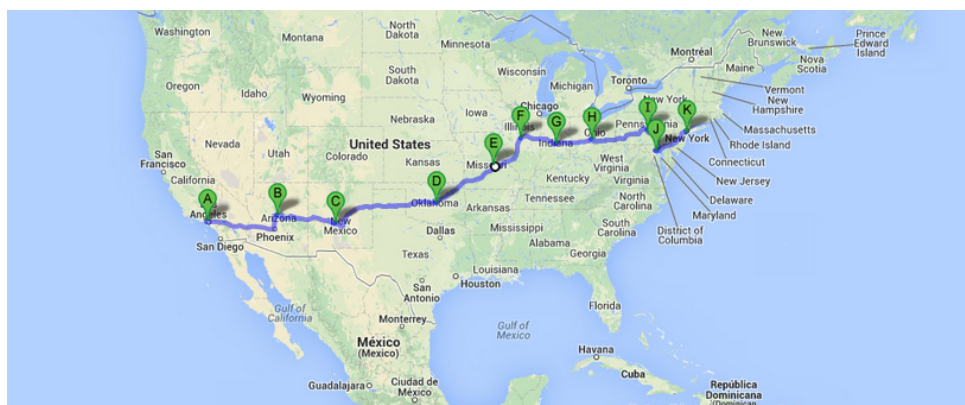 Washington
North
Dakota
Montana
Minnesota
Montréal
New
Brunswick
Prince
Edward
Island
Nova
Scotia
Maine
Oregon
Idaho
Wyoming
South
Dakota
Wisconsin
Michigan
Toronto
Vermont
New
Hampshire
Massachusetts
Rhode Island
Connecticut
New Jersey
Delaware
Maryland
District of
Columbia
Nebraska
Iowa
Chicago
F
G
H
I
New York
J
K
New York
Nevada
Utah
Colorado
United States
Kansas
E
Ohio
Indiana
West
Virginia
Virginia
Kentucky
San
Francisco
California
A
Angeles
B
Arizona
C
New
Mexico
D
Oklahoma
Arkansas
Tennessee
North
Carolina
South
Carolina
San Diego
Phoenix
Dallas
Mississippi
Alabama
Georgia
Texas
Louisiana
San
Antonio
Houston
Florida
Gulf of
California
Monterrey
Gulf of
Mexico
México
(Mexico)
Havana
Cuba
Guadalajara
Ciudad de
México
República
Dominicana
(Dominican